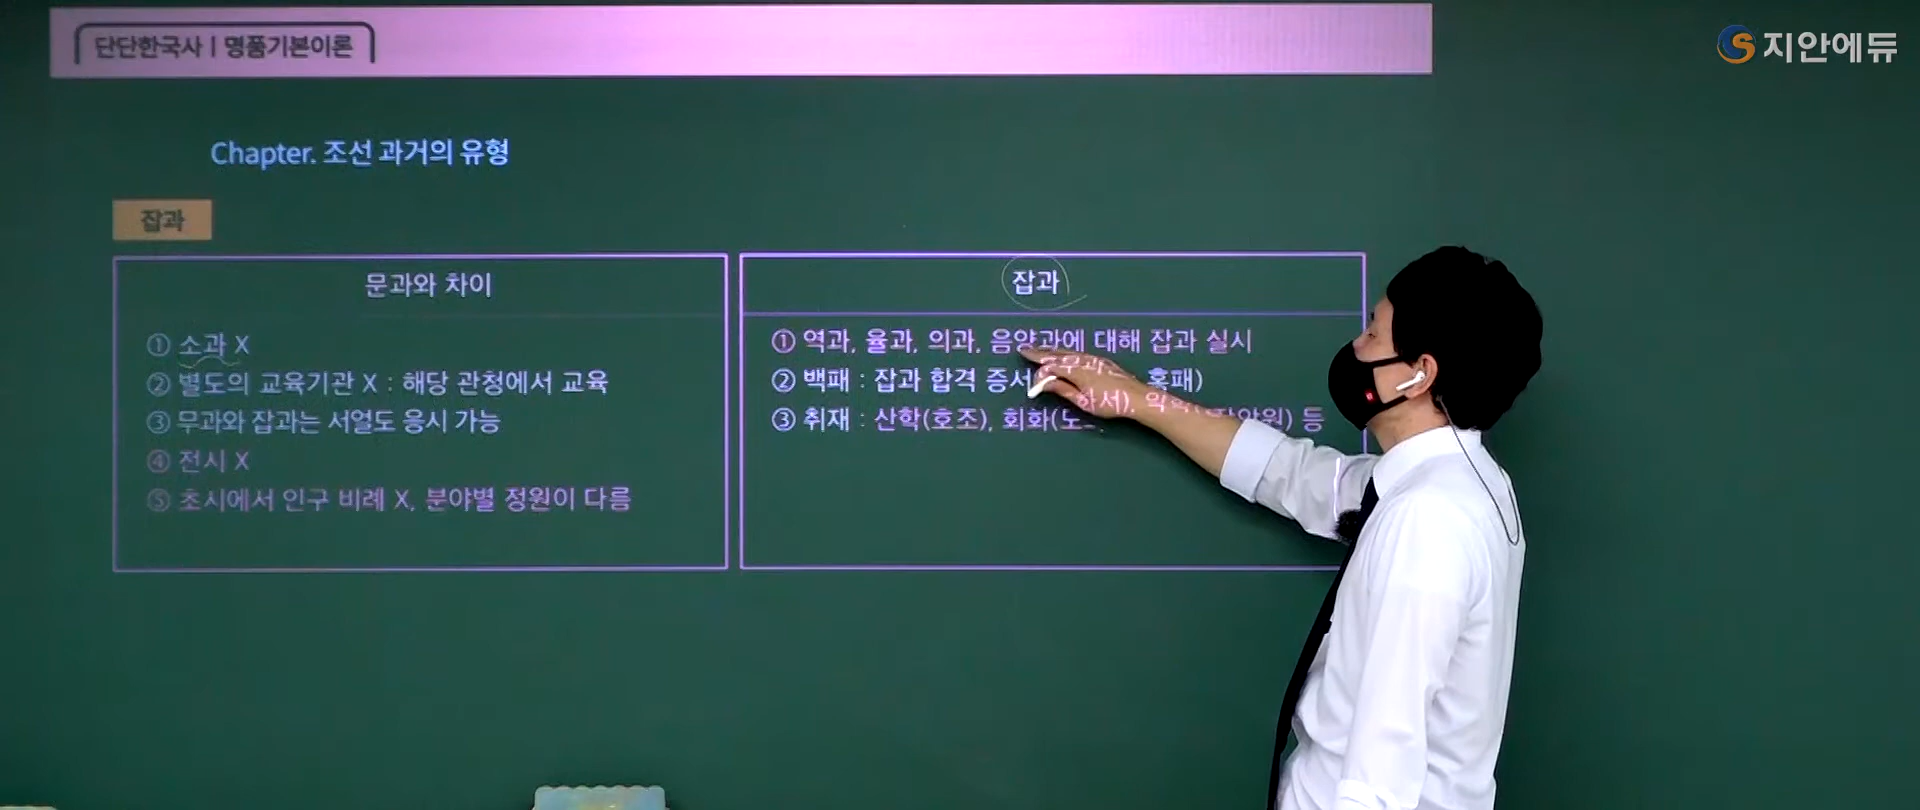 단단한국사 | 명품기본이론
지안에듀
Chapter. 조선 과거의 유형
잡과
문과와 차이
① 소과 X
② 별도의 교육기관 X : 해당 관청에서 교육
③ 무과와 잡과는 서얼도 응시 가능
④ 전시 X
⑤ 초시에서 인구 비례 X, 분야별 정원이 다름
잡과
① 역과, 율과, 의과, 음양과에 대해 잡과 실시
② 백패 : 잡과 합격 증서 홍패)
③ 취재 : 산학(호조), 회화( 등